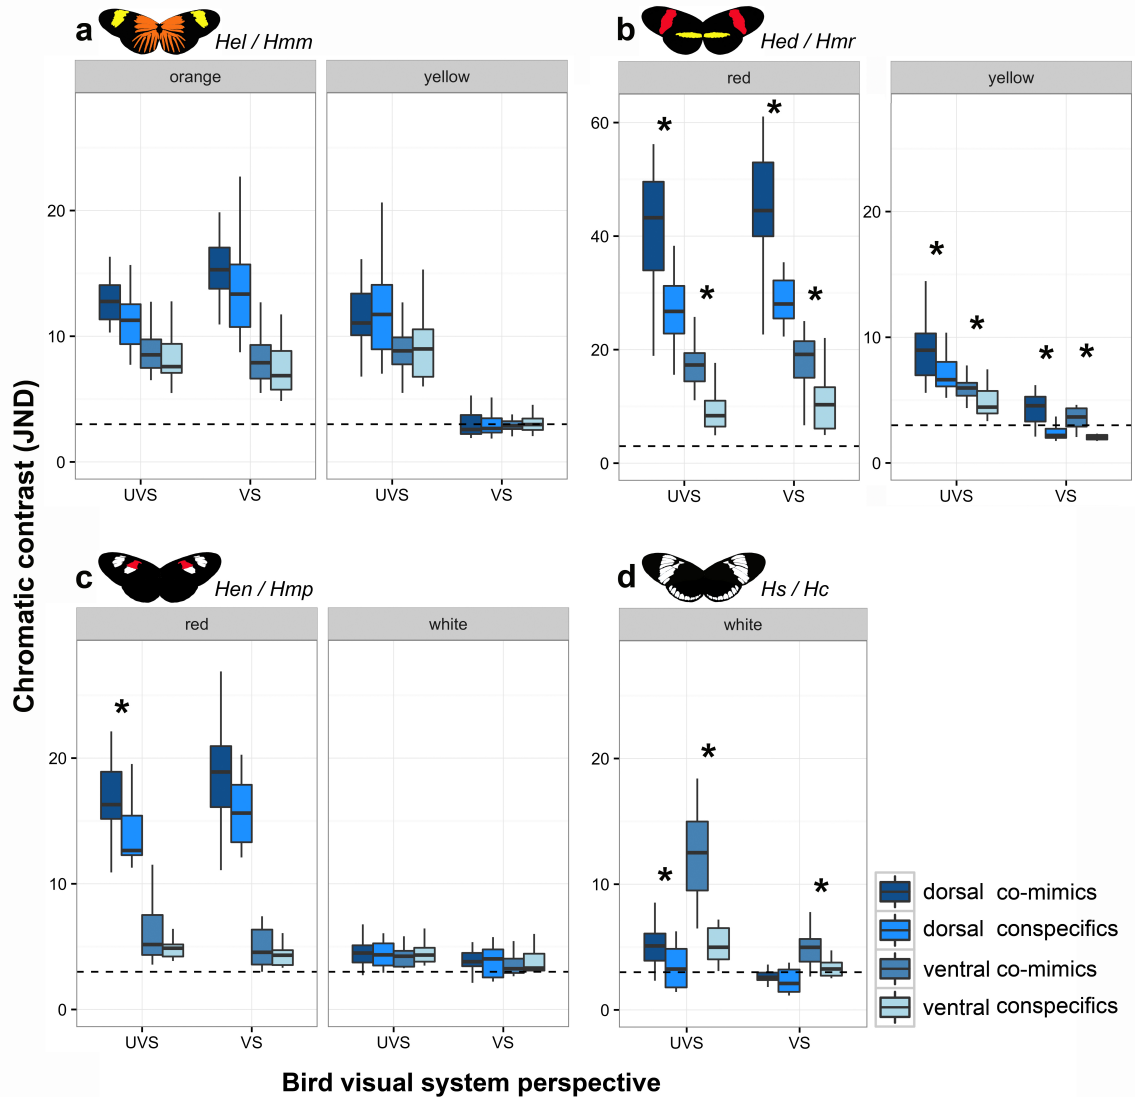 a
Hel / Hmm
b
Hed / Hmr
orange
yellow
red
yellow
20
10
0
UVS
VS
UVS
VS
60
40
20
0
*
*
*
*
UVS
VS
20
10
0
*
*
*
*
UVS
VS
Chromatic contrast (JND)
c
Hen / Hmp
d
Hs / Hc
red
white
white
20
10
0
*
UVS
VS
UVS
VS
20
10
0
*
*
*
UVS
VS
dorsal co-mimics
dorsal conspecifics
ventral co-mimics
ventral conspecifics
Bird visual system perspective